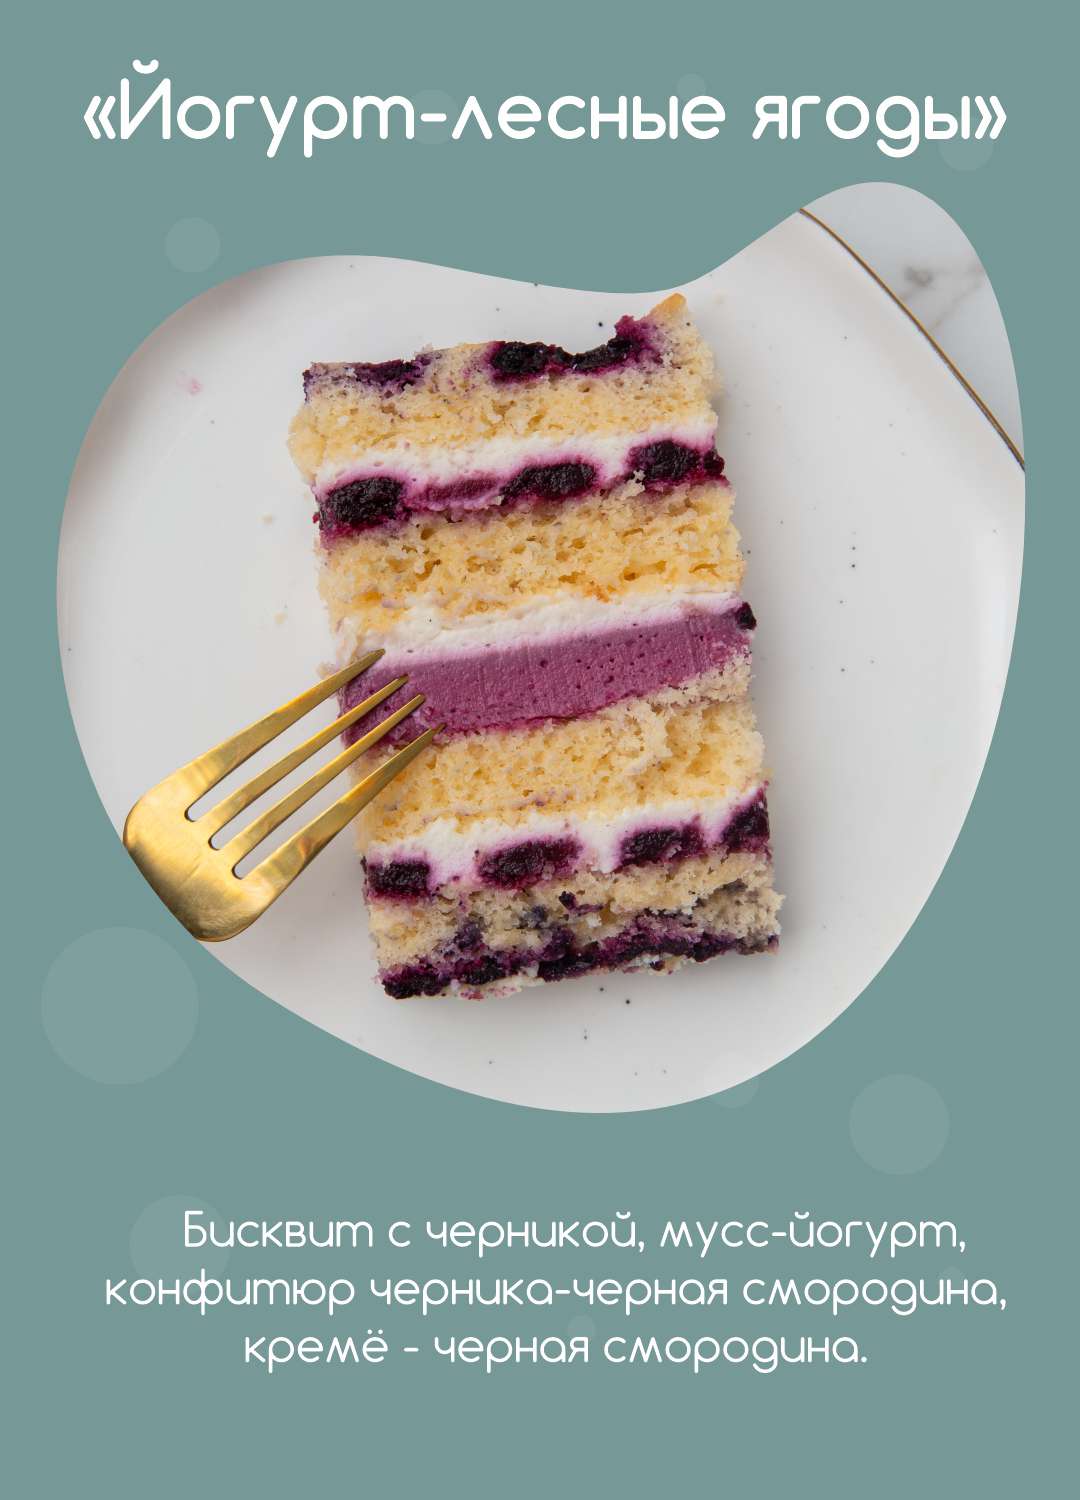 «Йогурт-лесные ягоды»
Бисквит с черникой, мусс-йогурт,
конфитюр черника-черная смородина,
кремё - черная смородина.